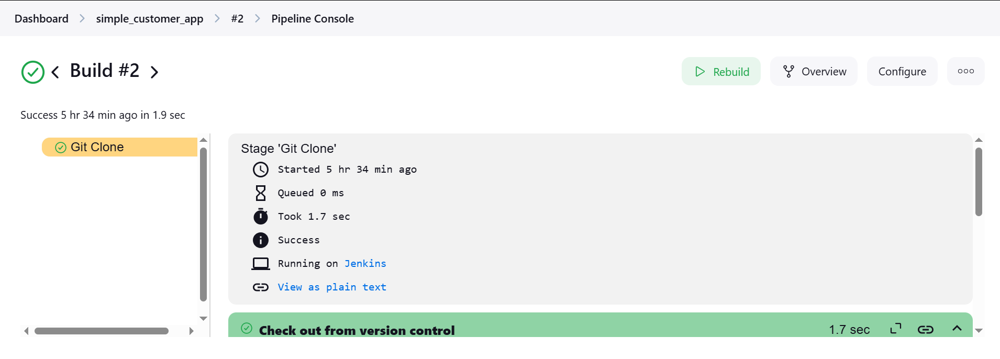 Dashboard simple_customer_app #2 Pipeline Console
Build #2
Rebuild
Overview
Configure
Success 5 hr 34 min ago in 1.9 sec
Git Clone
Stage 'Git Clone'
Started 5 hr 34 min ago
Queued 0 ms
Took 1.7 sec
Success
Running on Jenkins
View as plain text
Check out from version control 1.7 sec